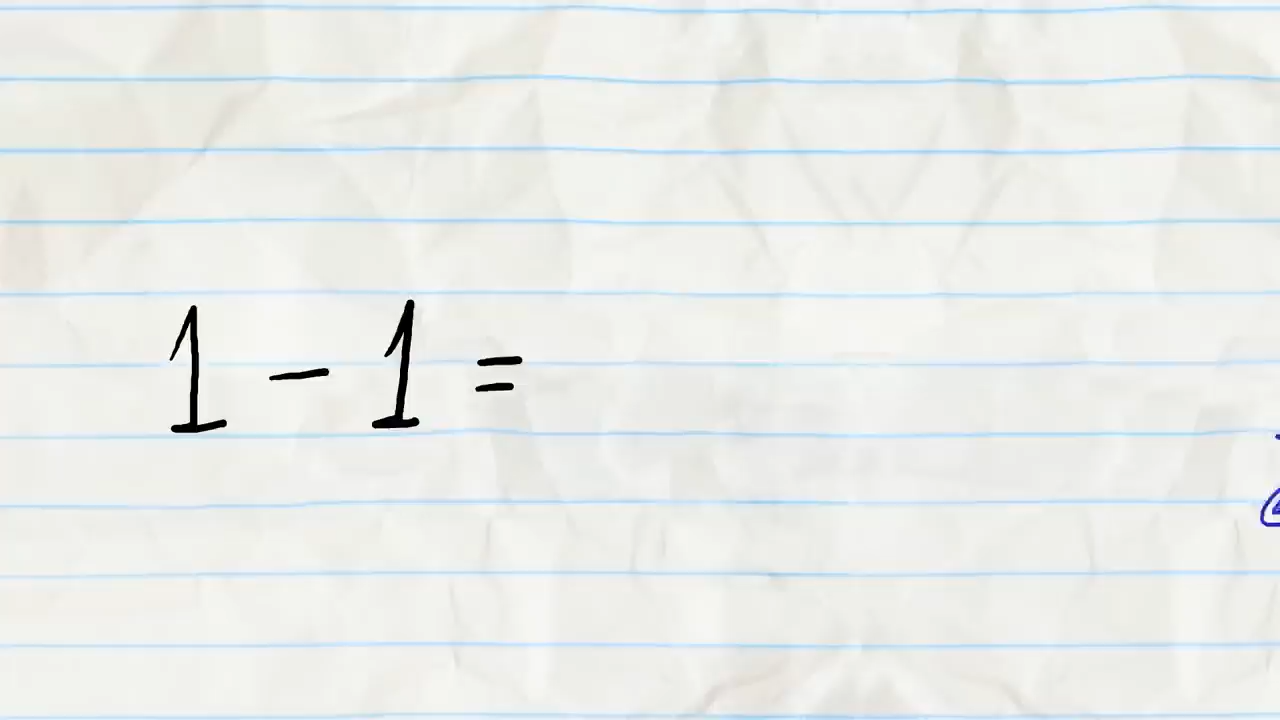 1 - 1 =